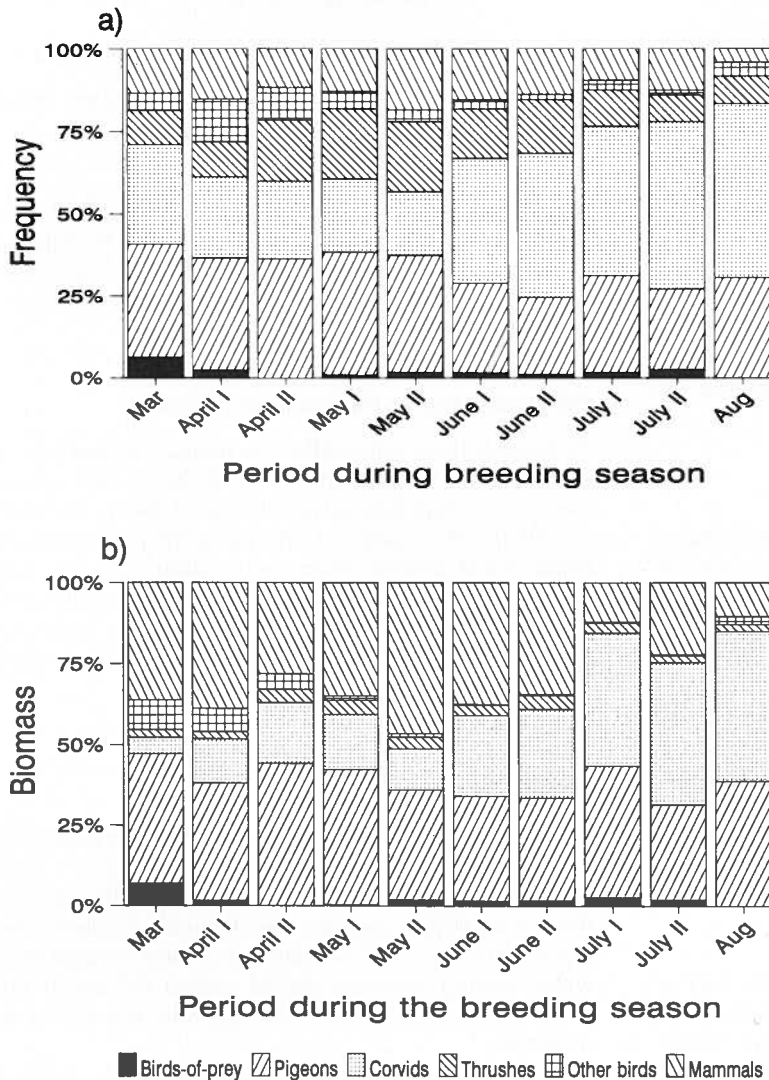 a)
100%
75%
50%
25%
0%
Frequency
Mar April I April II May I May II June I June II July I July II Aug
Period during breeding season
b)
100%
75%
50%
25%
0%
Biomass
Mar April I April II May I May II June I June II July I July II Aug
Period during the breeding season
Birds-of-prey Pigeons Corvids Thrushes Other birds Mammals